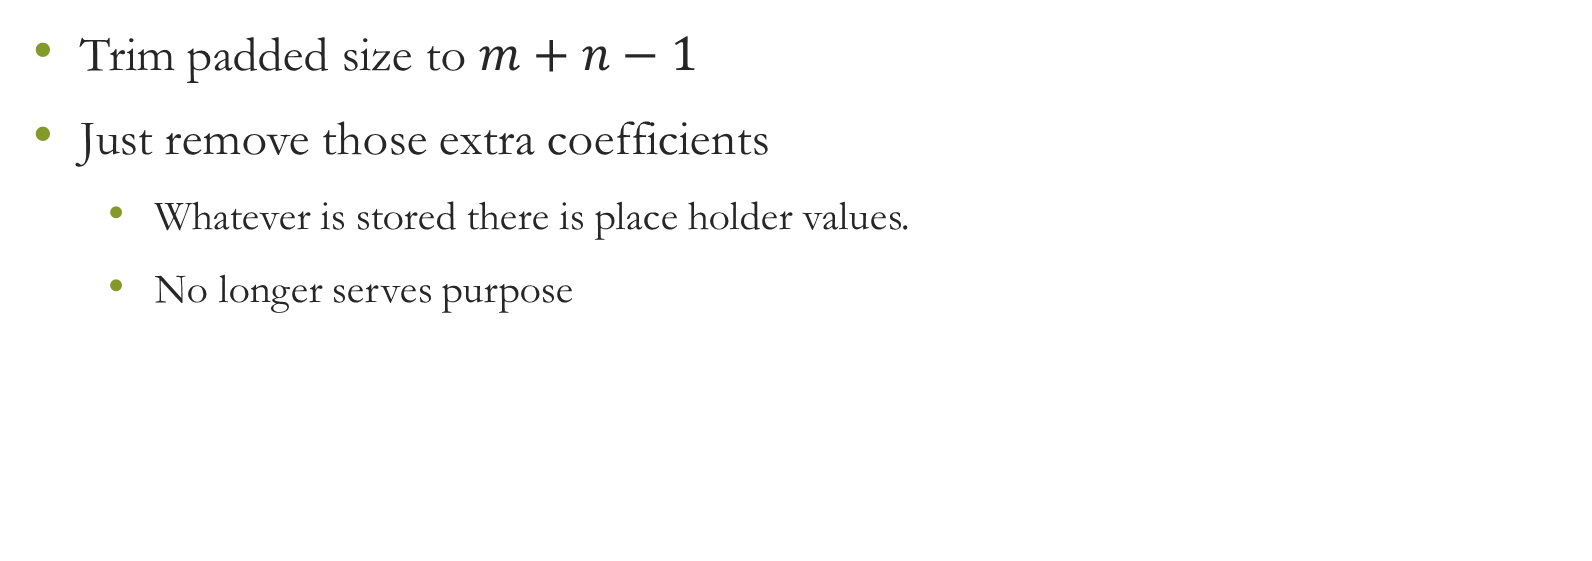 • Trim padded size to 𝑚 + 𝑛 − 1
• Just remove those extra coefficients
• Whatever is stored there is place holder values.
• No longer serves purpose